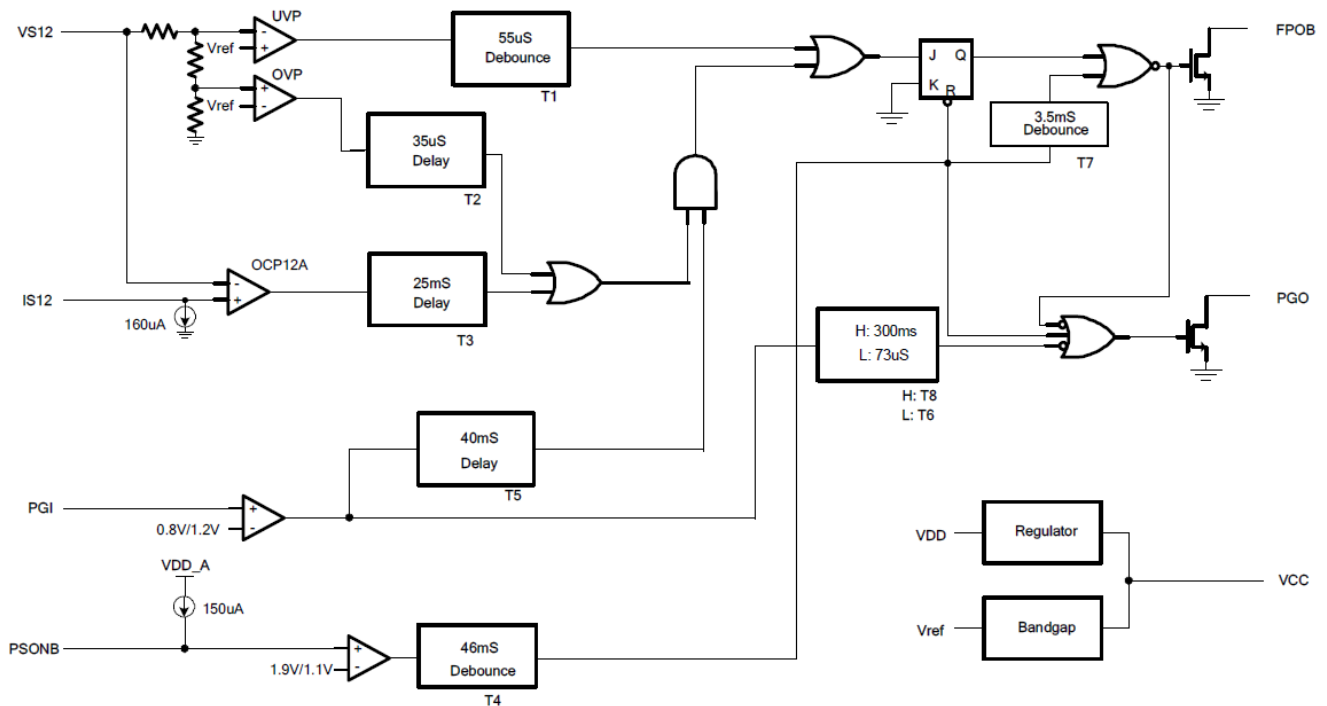 VS12
UVP
-
Vref
+
OVP
+
Vref
-
55uS
Debounce
T1
35uS
Delay
T2
J
Q
K
R
FPOB
3.5mS
Debounce
T7
OCP12A
-
+
IS12
160uA
25mS
Delay
T3
H: 300ms
L: 73uS
H: T8
L: T6
PGO
40mS
Delay
T5
PGI
+
0.8V/1.2V
-
VDD_A
150uA
PSONB
+
1.9V/1.1V
-
46mS
Debounce
T4
VDD
Regulator
VCC
Vref
Bandgap